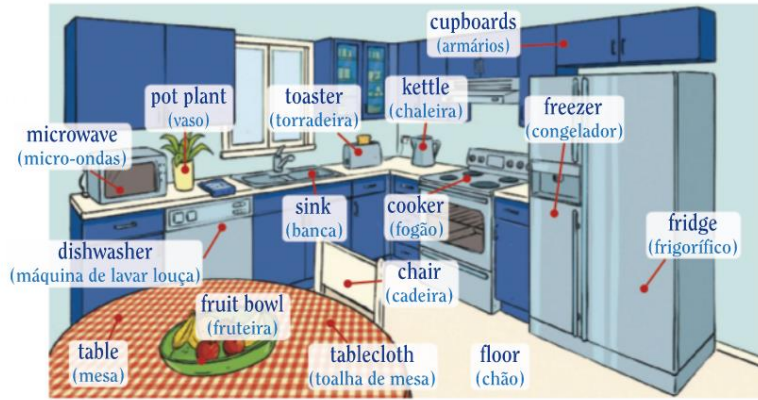 cupboards
(armários)
pot plant
(vaso)
toaster
(torradeira)
kettle
(chaleira)
freezer
(congelador)
microwave
(micro-ondas)
sink
(banca)
cooker
(fogão)
fridge
(frigorífico)
dishwasher
(máquina de lavar louça)
chair
(cadeira)
fruit bowl
(fruteira)
table
(mesa)
tablecloth
(toalha de mesa)
floor
(chão)